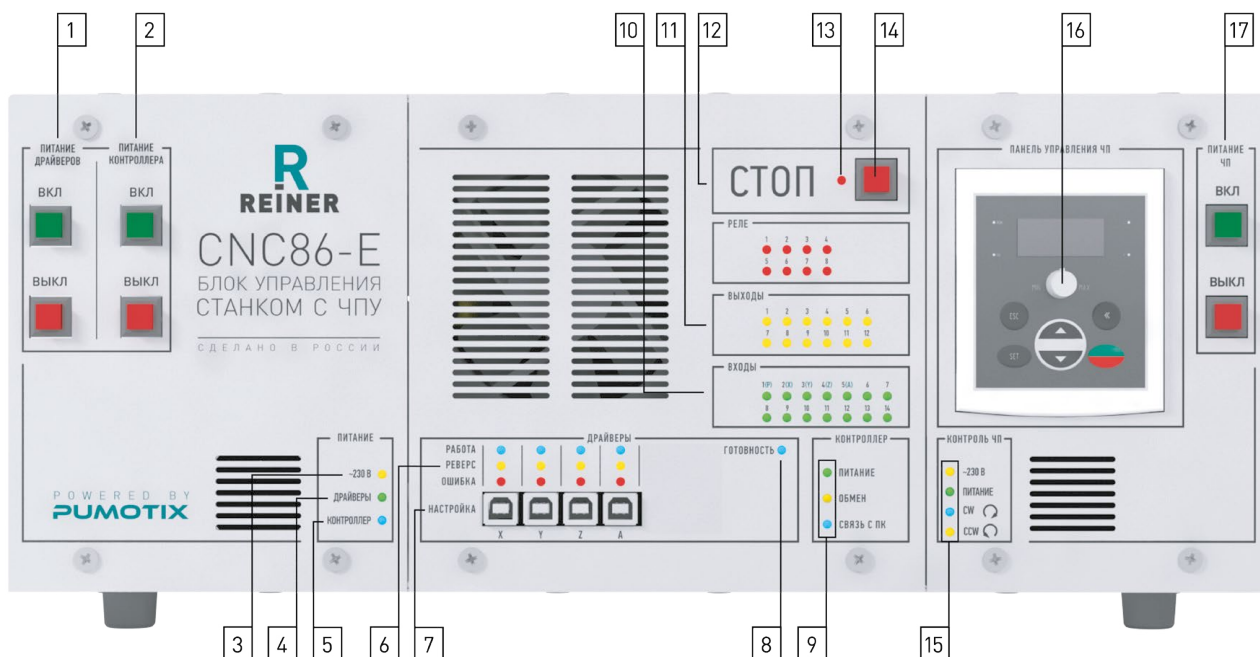 1 2 10 11 12 13 14 16 17
ПИТАНИЕ
ДРАЙВЕРОВ
ПИТАНИЕ
КОНТРОЛЛЕРА
ВКЛ ВКЛ
ВЫКЛ ВЫКЛ
R
REINER
CNC86-E
БЛОК УПРАВЛЕНИЯ
СТАНКОМ С ЧПУ
СДЕЛАНО В РОССИИ
POWERED BY
PUMOTIX
ПИТАНИЕ
~230 В
ДРАЙВЕРЫ
КОНТРОЛЛЕР
СТОП
РЕЛЕ
1 2 3 4
5 6 7 8
ВЫХОДЫ
1 2 3 4 5 6
7 8 9 10 11 12
ВХОДЫ
1(P) 2(X) 3(Y) 4(Z) 5(A) 6 7
8 9 10 11 12 13 14
ДРАЙВЕРЫ
РАБОТА
РЕВЕРС
ОШИБКА
НАСТРОЙКА
X Y Z A
ГОТОВНОСТЬ
КОНТРОЛЛЕР
ПИТАНИЕ
ОБМЕН
СВЯЗЬ С ПК
ПАНЕЛЬ УПРАВЛЕНИЯ ЧП
MIN MAX
ESC
SET
ПИТАНИЕ
ЧП
ВКЛ
ВЫКЛ
КОНТРОЛЬ ЧП
~230 В
ПИТАНИЕ
CW
CCW
3 4 5 6 7 8 9 15